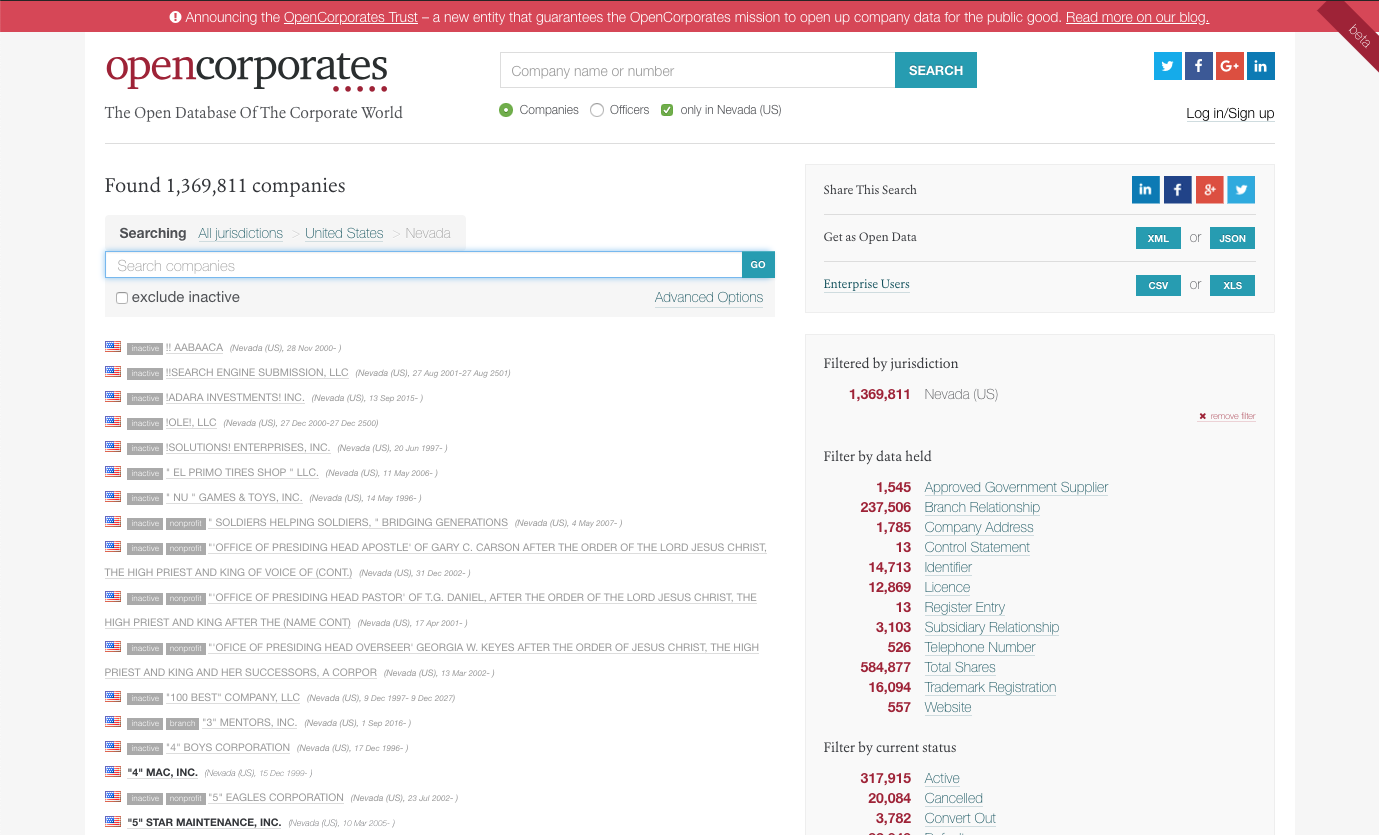 Announcing the OpenCorporates Trust – a new entity that guarantees the OpenCorporates mission to open up company data for the public good. Read more on our blog.
beta
opencorporates
The Open Database Of The Corporate World
Company name or number
SEARCH
Companies Officers only in Nevada (US)
Log in/Sign up
Found 1,369,811 companies
Searching All jurisdictions > United States > Nevada
Search companies
GO
exclude inactive
Advanced Options
inactive !! AABAACA (Nevada (US), 28 Nov 2000- )
inactive !!SEARCH ENGINE SUBMISSION, LLC (Nevada (US), 27 Aug 2001-27 Aug 2501)
inactive !ADARA INVESTMENTS! INC. (Nevada (US), 13 Sep 2015- )
inactive !OLE!, LLC (Nevada (US), 27 Dec 2000-27 Dec 2500)
inactive !SOLUTIONS! ENTERPRISES, INC. (Nevada (US), 20 Jun 1997- )
inactive " EL PRIMO TIRES SHOP " LLC. (Nevada (US), 11 May 2006- )
inactive " NU " GAMES & TOYS, INC. (Nevada (US), 14 May 1996- )
inactive nonprofit " SOLDIERS HELPING SOLDIERS, " BRIDGING GENERATIONS (Nevada (US), 4 May 2007- )
inactive nonprofit "'OFFICE OF PRESIDING HEAD APOSTLE' OF GARY C. CARSON AFTER THE ORDER OF THE LORD JESUS CHRIST,
THE HIGH PRIEST AND KING OF VOICE OF (CONT.) (Nevada (US), 31 Dec 2002- )
inactive nonprofit "'OFFICE OF PRESIDING HEAD PASTOR' OF T.G. DANIEL, AFTER THE ORDER OF THE LORD JESUS CHRIST, THE
HIGH PRIEST AND KING AFTER THE (NAME CONT) (Nevada (US), 17 Apr 2001- )
inactive nonprofit "'OFICE OF PRESIDING HEAD OVERSEER' GEORGIA W. KEYES AFTER THE ORDER OF JESUS CHRIST, THE HIGH
PRIEST AND KING AND HER SUCCESSORS, A CORPOR (Nevada (US), 13 Mar 2002- )
inactive "100 BEST" COMPANY, LLC (Nevada (US), 9 Dec 1997- 9 Dec 2027)
inactive branch "3" MENTORS, INC. (Nevada (US), 1 Sep 2016- )
inactive "4" BOYS CORPORATION (Nevada (US), 17 Dec 1996- )
"4" MAC, INC. (Nevada (US), 15 Dec 1999- )
inactive nonprofit "5" EAGLES CORPORATION (Nevada (US), 23 Jul 2002- )
"5" STAR MAINTENANCE, INC. (Nevada (US), 10 Mar 2005- )
Share This Search
Get as Open Data XML or JSON
Enterprise Users CSV or XLS
Filtered by jurisdiction
1,369,811 Nevada (US)
✖ remove filter
Filter by data held
1,545 Approved Government Supplier
237,506 Branch Relationship
1,785 Company Address
13 Control Statement
14,713 Identifier
12,869 Licence
13 Register Entry
3,103 Subsidiary Relationship
526 Telephone Number
584,877 Total Shares
16,094 Trademark Registration
557 Website
Filter by current status
317,915 Active
20,084 Cancelled
3,782 Convert Out